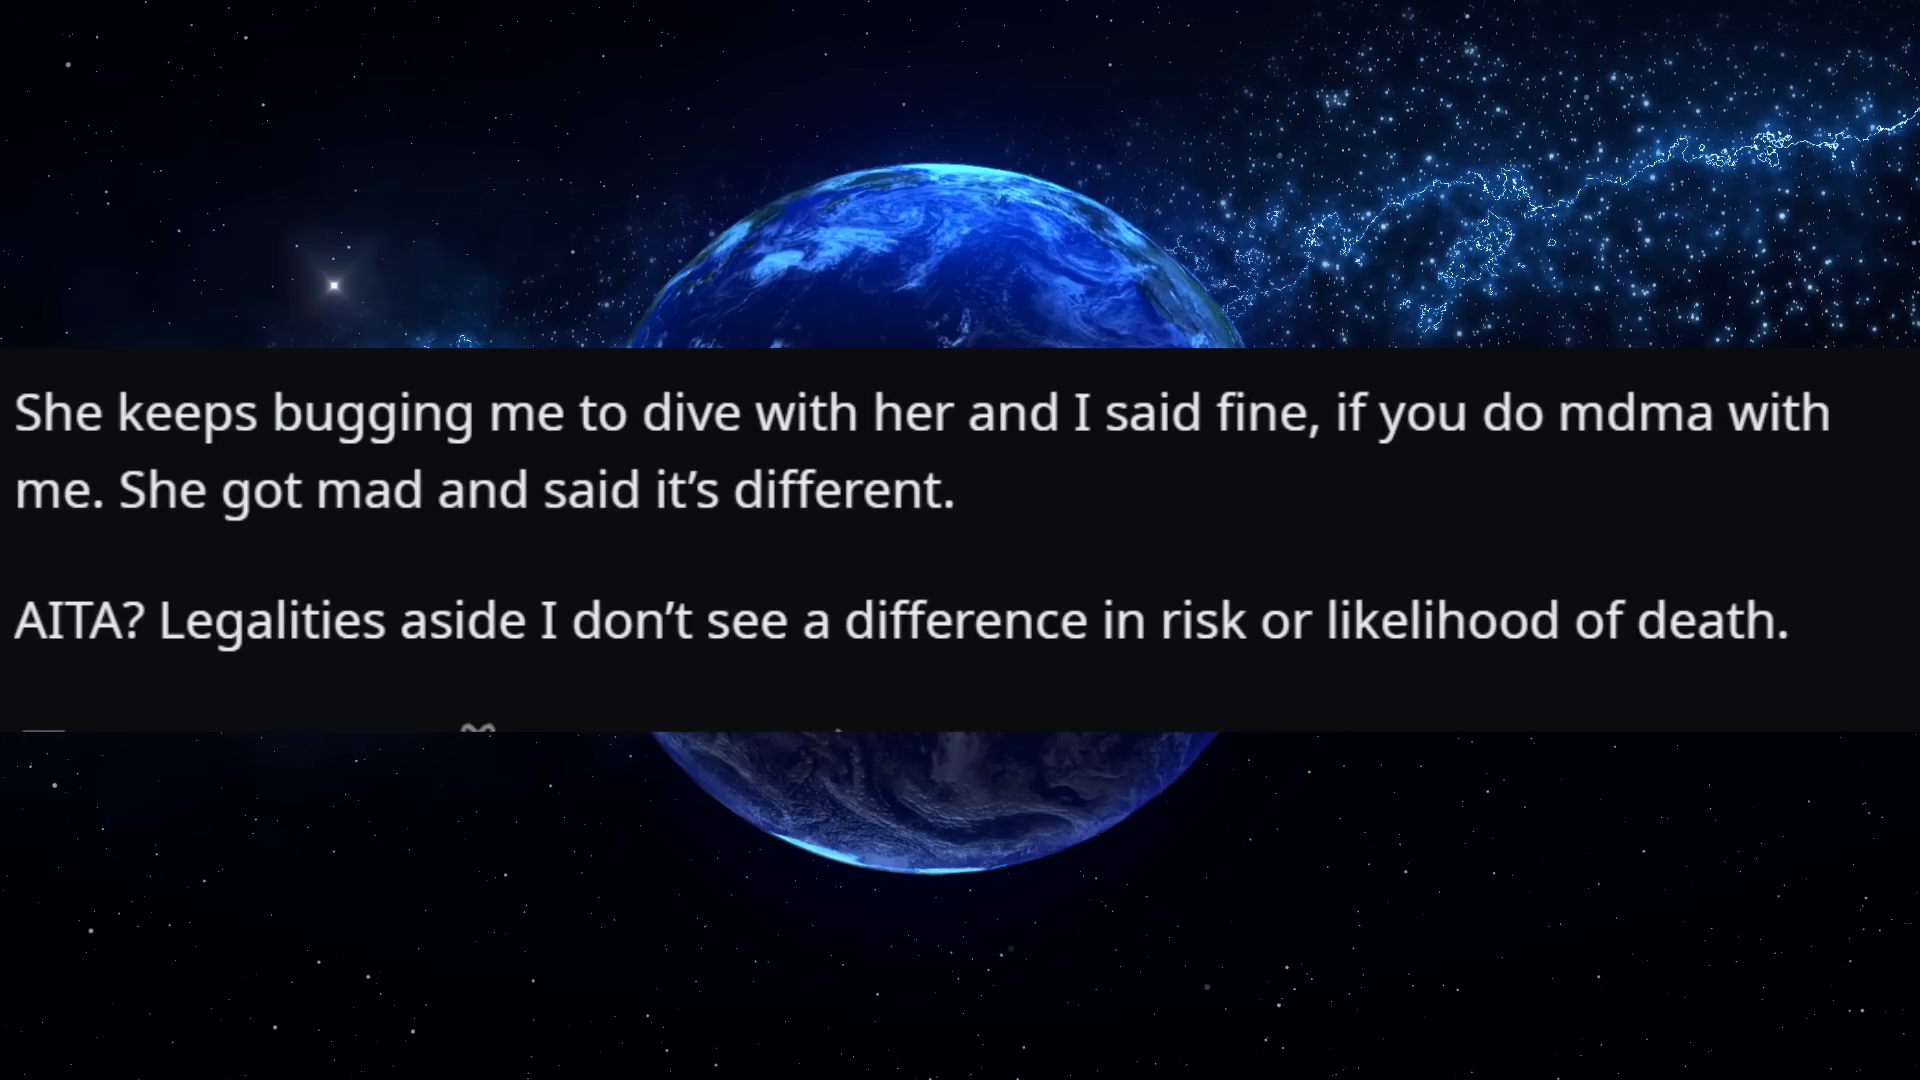 She keeps bugging me to dive with her and I said fine, if you do mdma with
me. She got mad and said it’s different.
AITA? Legalities aside I don’t see a difference in risk or likelihood of death.